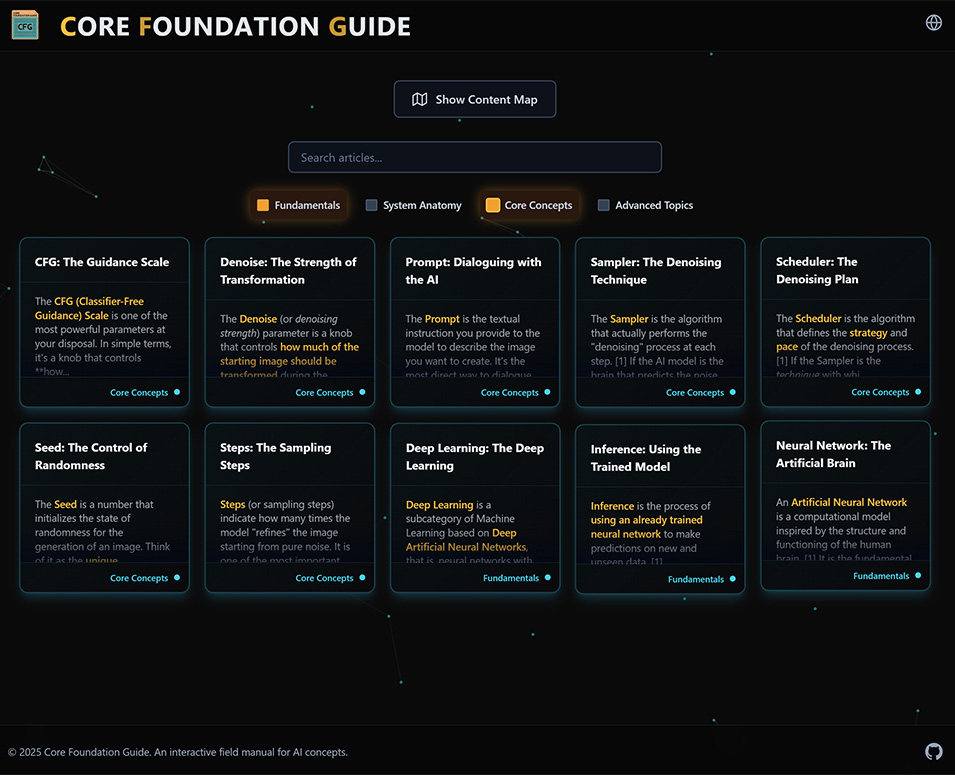 CORE FOUNDATION GUIDE
CFG
Show Content Map
Search articles...
Fundamentals
System Anatomy
Core Concepts
Advanced Topics
CFG: The Guidance Scale
The CFG (Classifier-Free
Guidance) Scale is one of the
most powerful parameters at
your disposal. In simple terms,
it's a knob that controls
**how...
Core Concepts
Denoise: The Strength of
Transformation
The Denoise (or denoising
strength) parameter is a knob
that controls how much of the
starting image should be
transformed during the
Core Concepts
Prompt: Dialoguing with
the AI
The Prompt is the textual
instruction you provide to the
model to describe the image
you want to create. It's the
most direct way to dialogue
Core Concepts
Sampler: The Denoising
Technique
The Sampler is the algorithm
that actually performs the
"denoising" process at each
step. [1] If the AI model is the
brain that predicts the noise
Core Concepts
Scheduler: The
Denoising Plan
The Scheduler is the algorithm
that defines the strategy and
pace of the denoising process.
[1] If the Sampler is the
technique with whi
Core Concepts
Seed: The Control of
Randomness
The Seed is a number that
initializes the state of
randomness for the
generation of an image. Think
of it as the unique
Core Concepts
Steps: The Sampling
Steps
Steps (or sampling steps)
indicate how many times the
model "refines" the image
starting from pure noise. It is
one of the most important
Core Concepts
Deep Learning: The Deep
Learning
Deep Learning is a
subcategory of Machine
Learning based on Deep
Artificial Neural Networks,
that is, neural networks with
Fundamentals
Inference: Using the
Trained Model
Inference is the process of
using an already trained
neural network to make
predictions on new and
unseen data. [1]
Fundamentals
Neural Network: The
Artificial Brain
An Artificial Neural Network
is a computational model
inspired by the structure and
functioning of the human
brain. [1] It is the fundamental
Fundamentals
© 2025 Core Foundation Guide. An interactive field manual for AI concepts.